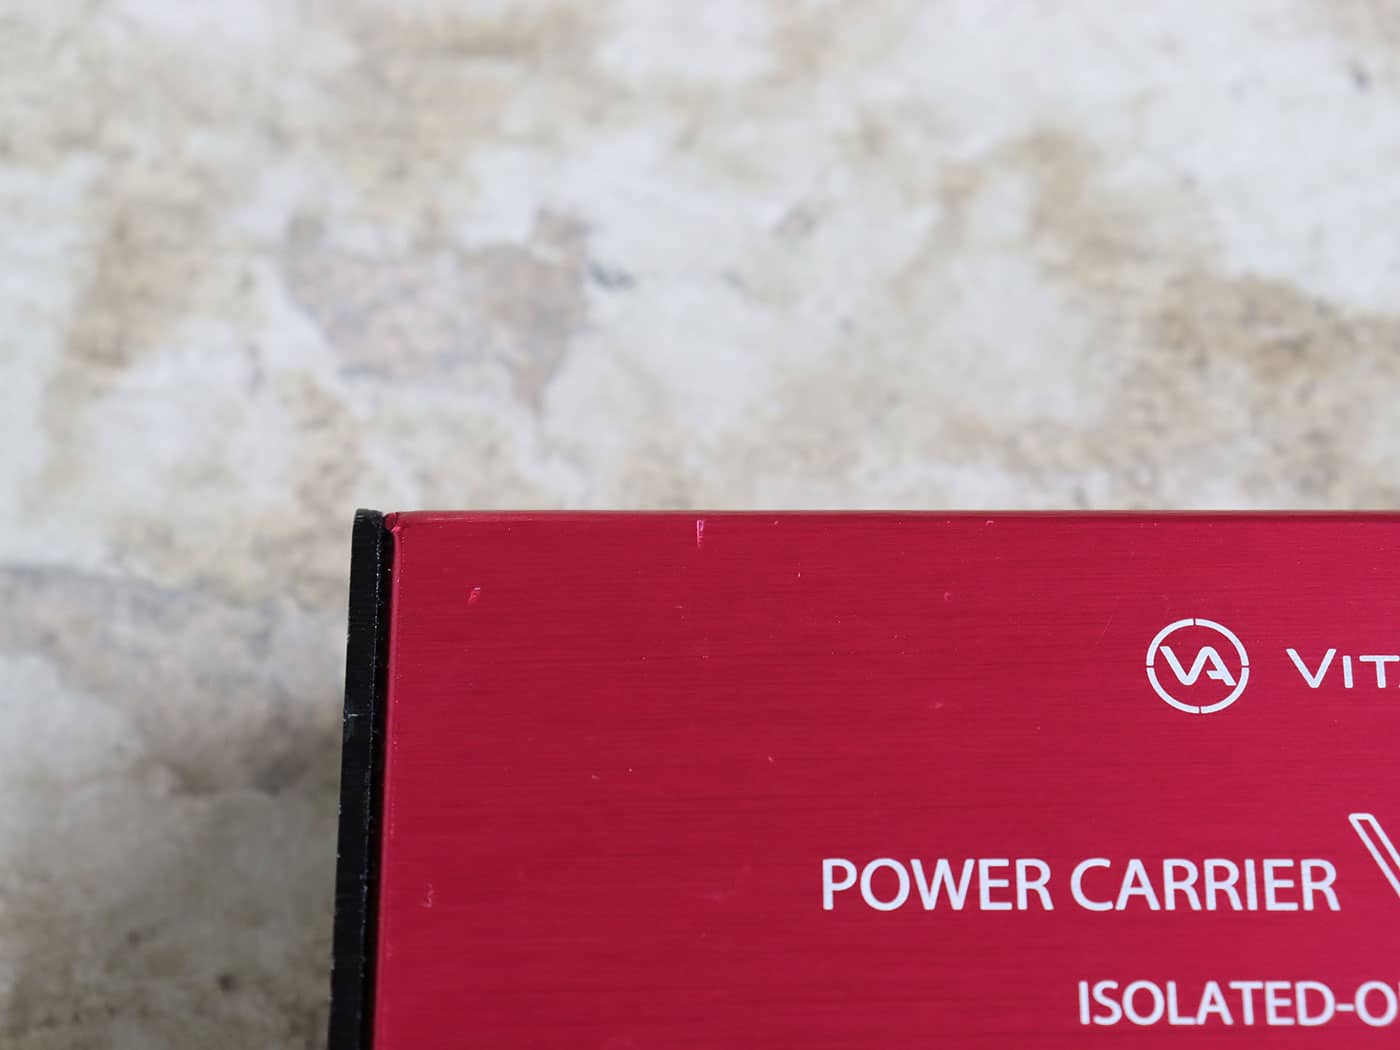 VA VIT
POWER CARRIER V
ISOLATED-O